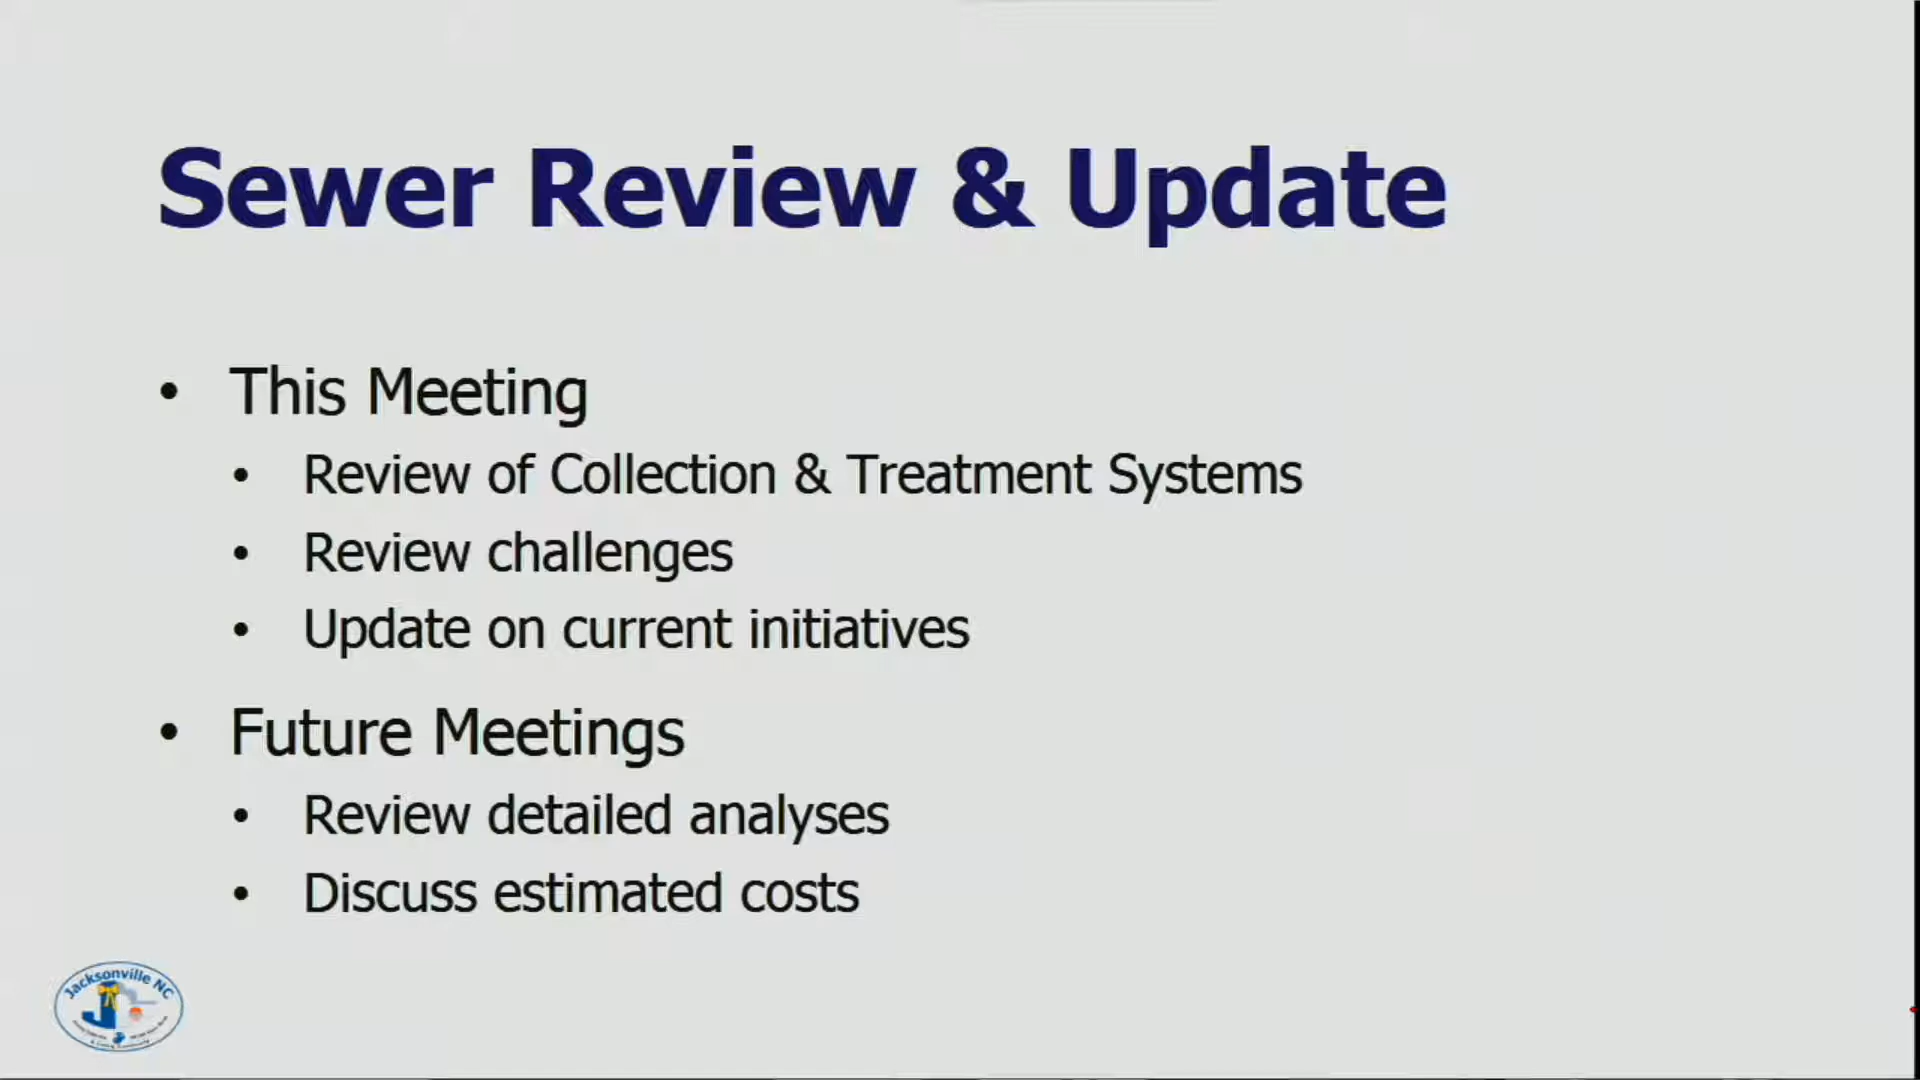 Sewer Review & Update
• This Meeting
• Review of Collection & Treatment Systems
• Review challenges
• Update on current initiatives
• Future Meetings
• Review detailed analyses
• Discuss estimated costs
Jacksonville NC